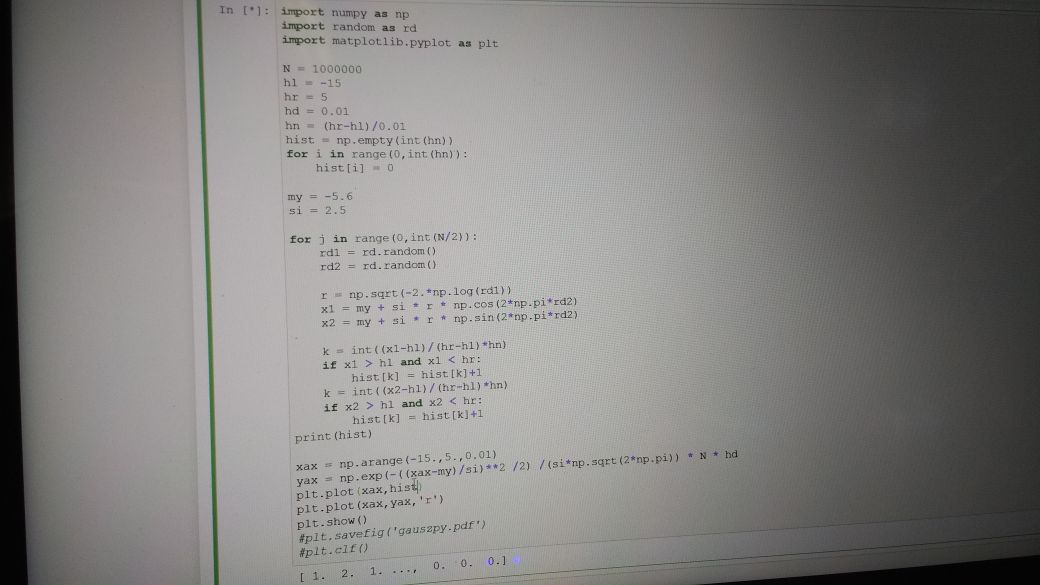 In [*]: import numpy as np
import random as rd
import matplotlib.pyplot as plt
N = 1000000
hl = -15
hr = 5
hd = 0.01
hn = (hr-hl)/0.01
hist = np.empty(int(hn))
for i in range(0,int(hn)):
hist[i] = 0
my = -5.6
si = 2.5
for j in range(0,int(N/2)):
rd1 = rd.random()
rd2 = rd.random()
r = np.sqrt(-2.*np.log(rd1))
x1 = my + si * r * np.cos(2*np.pi*rd2)
x2 = my + si * r * np.sin(2*np.pi*rd2)
k = int((x1-hl)/(hr-hl)*hn)
if x1 > hl and x1 < hr:
hist[k] = hist[k]+1
k = int((x2-hl)/(hr-hl)*hn)
if x2 > hl and x2 < hr:
hist[k] = hist[k]+1
print(hist)
xax = np.arange(-15.,5.,0.01)
yax = np.exp(-((xax-my)/si)**2 /2) /(si*np.sqrt(2*np.pi)) * N * hd
plt.plot(xax,hist)
plt.plot(xax,yax,'r')
plt.show()
#plt.savefig('gauszpy.pdf')
#plt.clf()
[ 1. 2. 1. ..., 0. 0. 0.]